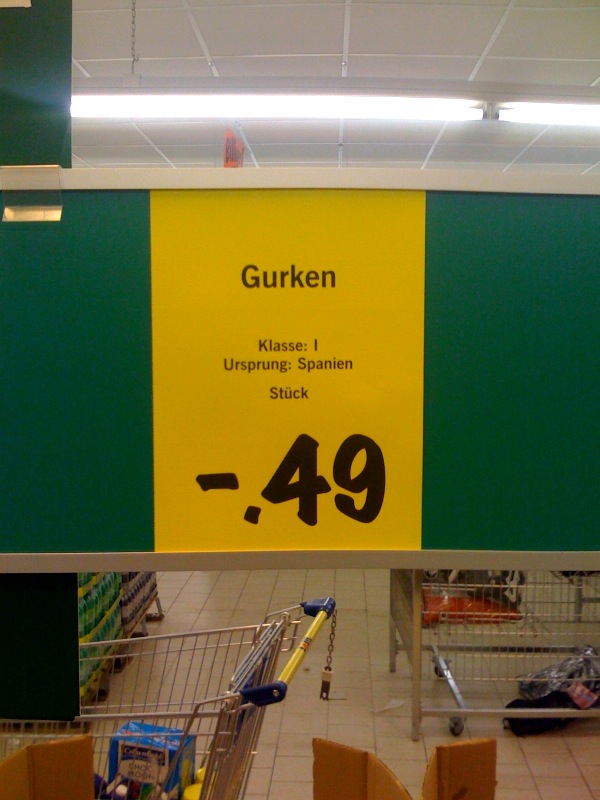 Gurken
Klasse: I
Ursprung: Spanien
Stück
-.49